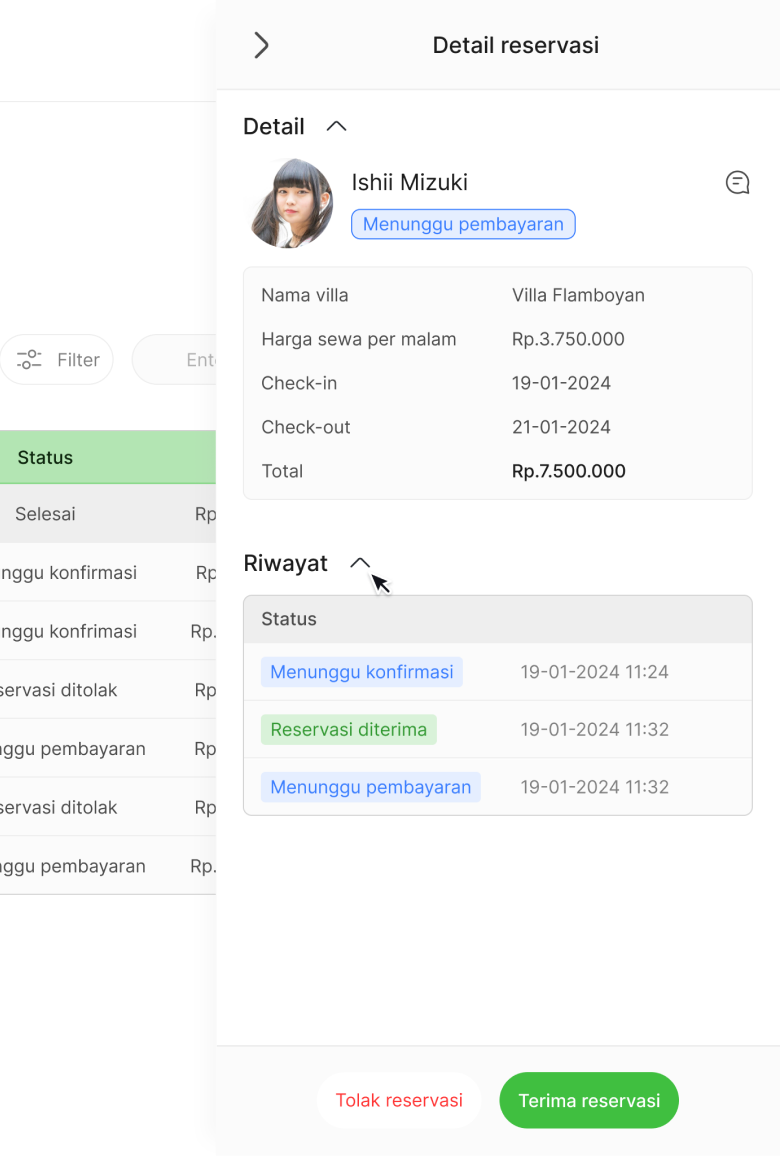 Detail reservasi
Detail
Ishii Mizuki
Menunggu pembayaran
Nama villa Villa Flamboyan
Harga sewa per malam Rp.3.750.000
Check-in 19-01-2024
Check-out 21-01-2024
Total Rp.7.500.000
Riwayat
Status
Menunggu konfirmasi 19-01-2024 11:24
Reservasi diterima 19-01-2024 11:32
Menunggu pembayaran 19-01-2024 11:32
Tolak reservasi
Terima reservasi
Filter
Ent
Status
Selesai Rp
nggu konfirmasi Rp
nggu konfrimasi Rp.
servasi ditolak Rp
nggu pembayaran Rp
servasi ditolak Rp
nggu pembayaran Rp.